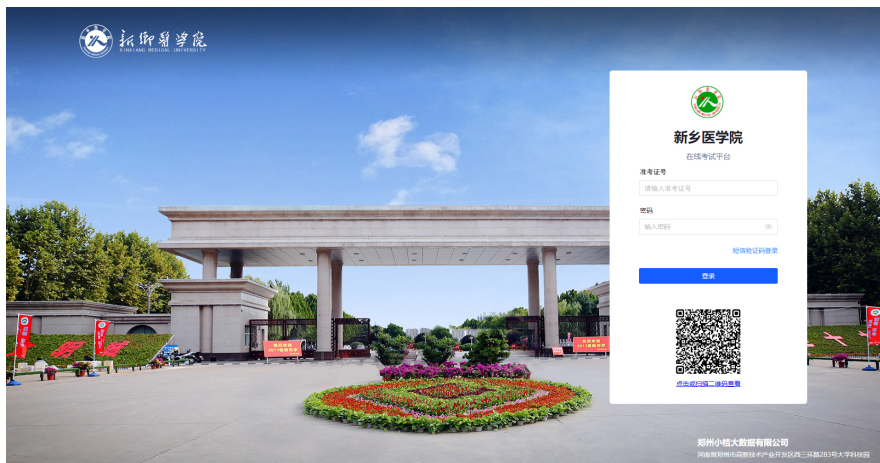 新鄉醫學院
XINXIANG MEDICAL UNIVERSITY
新乡医学院
在线考试平台
准考证号
请输入准考证号
密码
输入密码
短信验证码登录
登录
点击或扫描二维码查看
郑州小桔大数据有限公司
河南省郑州市高新技术产业开发区西三环路283号大学科技园